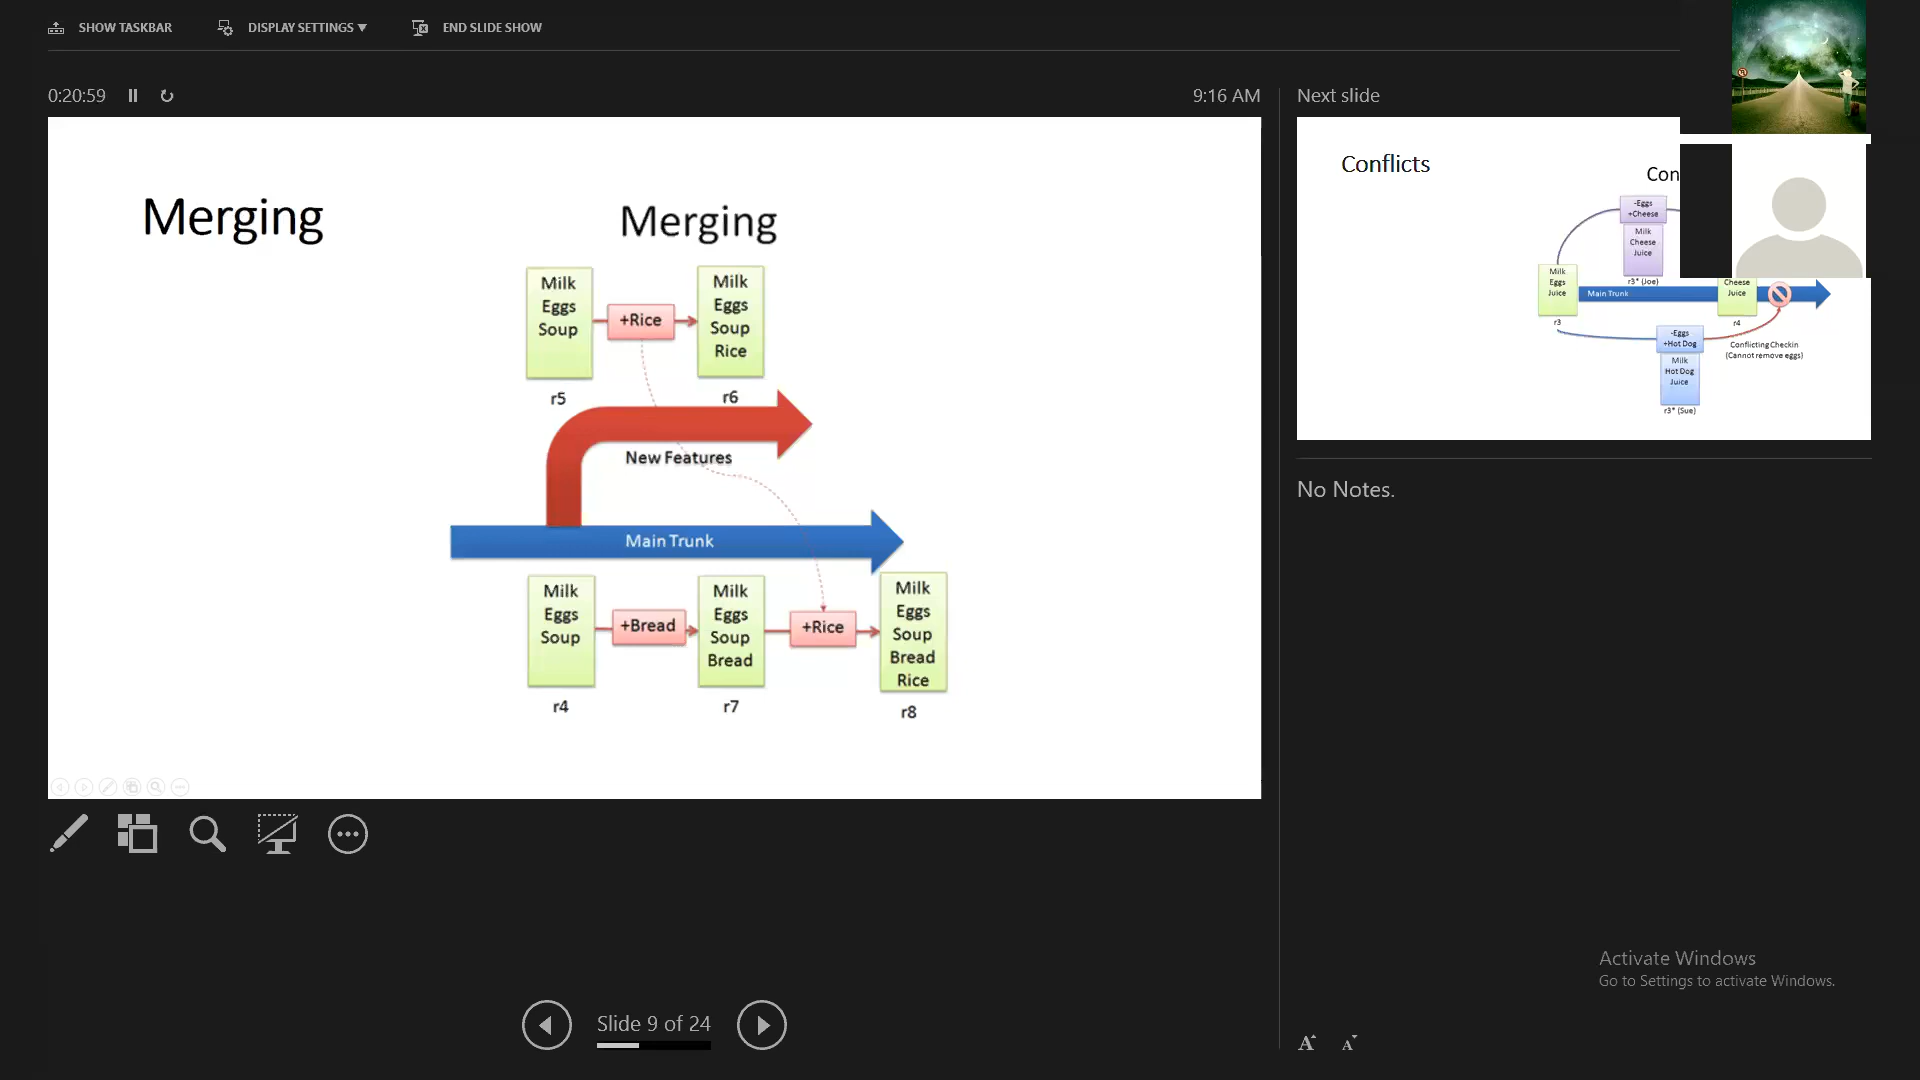 SHOW TASKBAR
DISPLAY SETTINGS ▼
END SLIDE SHOW
0:20:59
9:16 AM
Next slide
Merging
Merging
Milk
Eggs
Soup
+Rice
Milk
Eggs
Soup
Rice
r5
r6
New Features
Main Trunk
Milk
Eggs
Soup
+Bread
Milk
Eggs
Soup
Bread
+Rice
Milk
Eggs
Soup
Bread
Rice
r4
r7
r8
Conflicts
Con
-Eggs
+Cheese
Milk
Cheese
Juice
r3* (Joe)
Milk
Eggs
Juice
r3
Main Trunk
Cheese
Juice
r4
-Eggs
+Hot Dog
Milk
Hot Dog
Juice
r3* (Sue)
Conflicting Checkin
(Cannot remove eggs)
No Notes.
Activate Windows
Go to Settings to activate Windows.
Slide 9 of 24
A
A